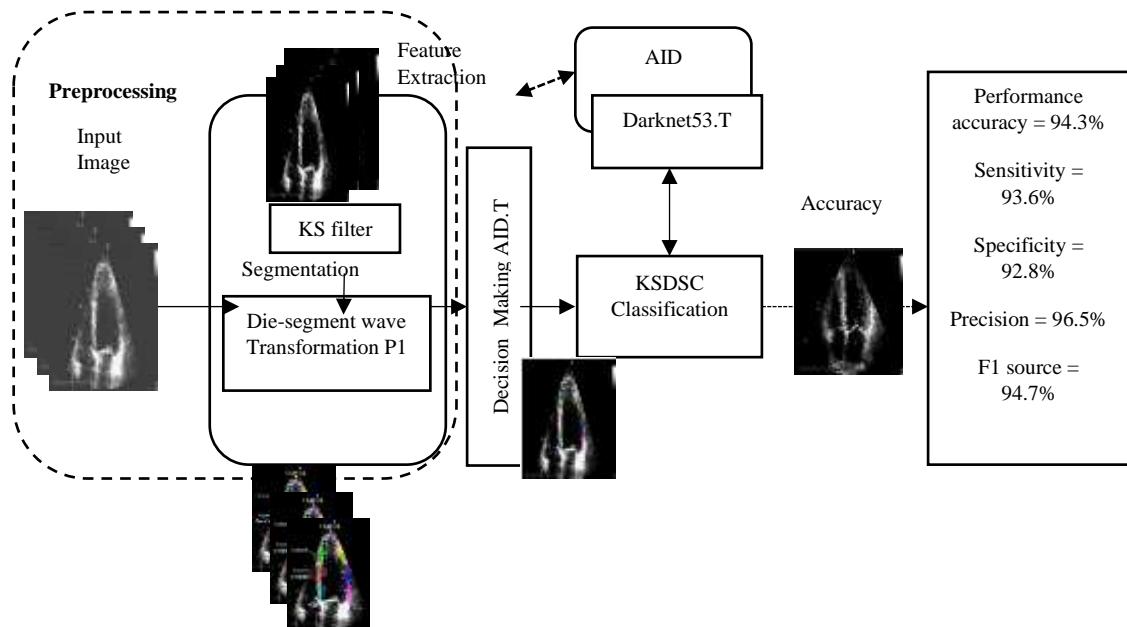 Preprocessing
Input
Image
Feature
Extraction
KS filter
Segmentation
Die-segment wave
Transformation P1
Decision  Making AID.T
AID
Darknet53.T
KSDSC
Classification
Accuracy
Performance
accuracy = 94.3%
Sensitivity =
93.6%
Specificity =
92.8%
Precision = 96.5%
F1 source =
94.7%